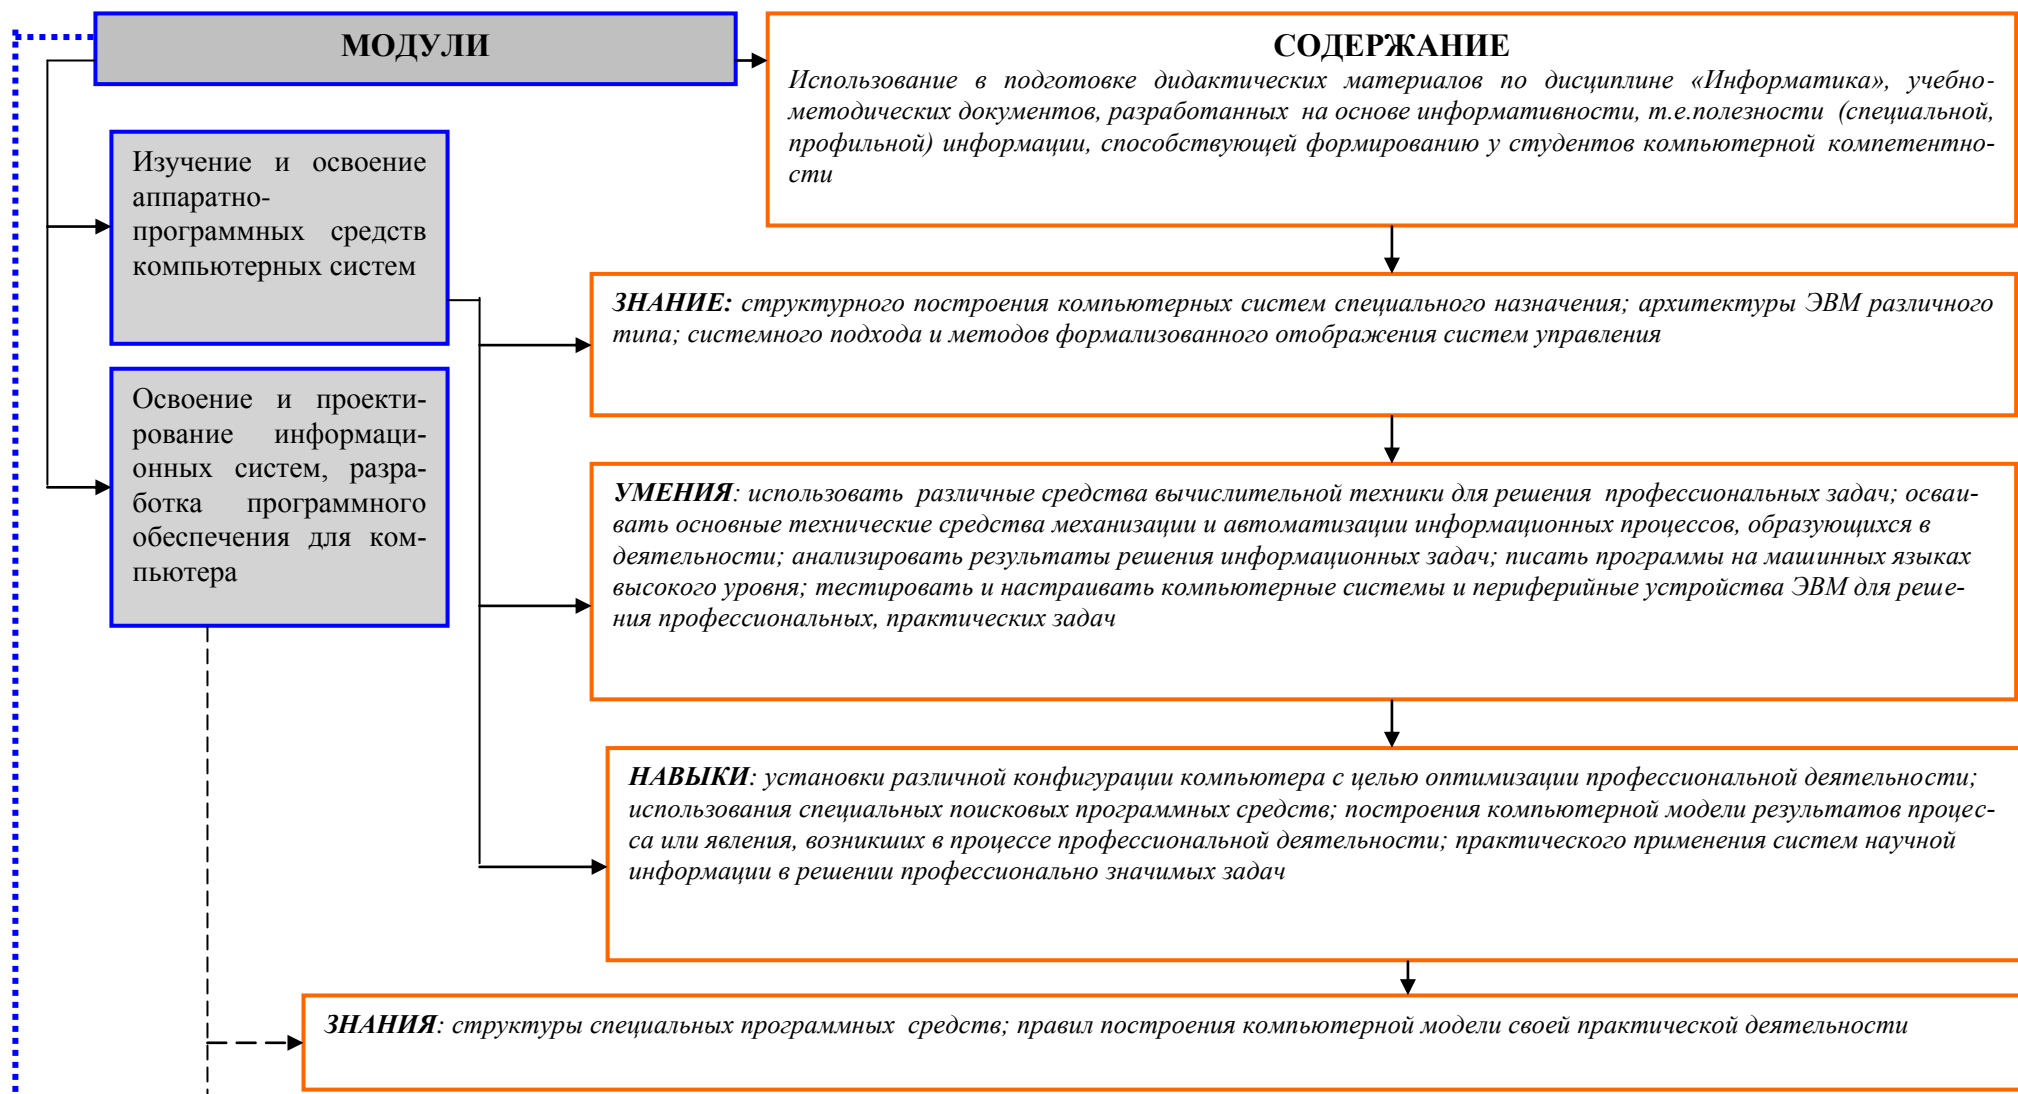 МОДУЛИ
СОДЕРЖАНИЕ
Использование в подготовке дидактических материалов по дисциплине «Информатика», учебно-
методических документов, разработанных на основе информативности, т.е.полезности (специальной,
профильной) информации, способствующей формированию у студентов компьютерной компетентно-
сти
Изучение и освоение
аппаратно-
программных средств
компьютерных систем
ЗНАНИЕ: структурного построения компьютерных систем специального назначения; архитектуры ЭВМ различного
типа; системного подхода и методов формализованного отображения систем управления
Освоение и проекти-
рование информаци-
онных систем, разра-
ботка программного
обеспечения для ком-
пьютера
УМЕНИЯ: использовать различные средства вычислительной техники для решения профессиональных задач; осваи-
вать основные технические средства механизации и автоматизации информационных процессов, образующихся в
деятельности; анализировать результаты решения информационных задач; писать программы на машинных языках
высокого уровня; тестировать и настраивать компьютерные системы и периферийные устройства ЭВМ для реше-
ния профессиональных, практических задач
НАВЫКИ: установки различной конфигурации компьютера с целью оптимизации профессиональной деятельности;
использования специальных поисковых программных средств; построения компьютерной модели результатов процес-
са или явления, возникших в процессе профессиональной деятельности; практического применения систем научной
информации в решении профессионально значимых задач
ЗНАНИЯ: структуры специальных программных средств; правил построения компьютерной модели своей практической деятельности